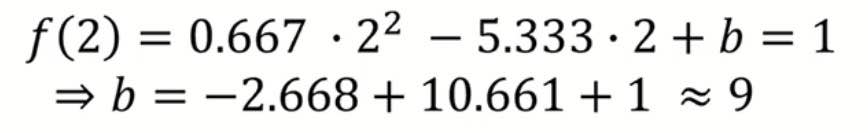 f(2) = 0.667 · 2² − 5.333 · 2 + b = 1
⇒ b = −2.668 + 10.661 + 1 ≈ 9